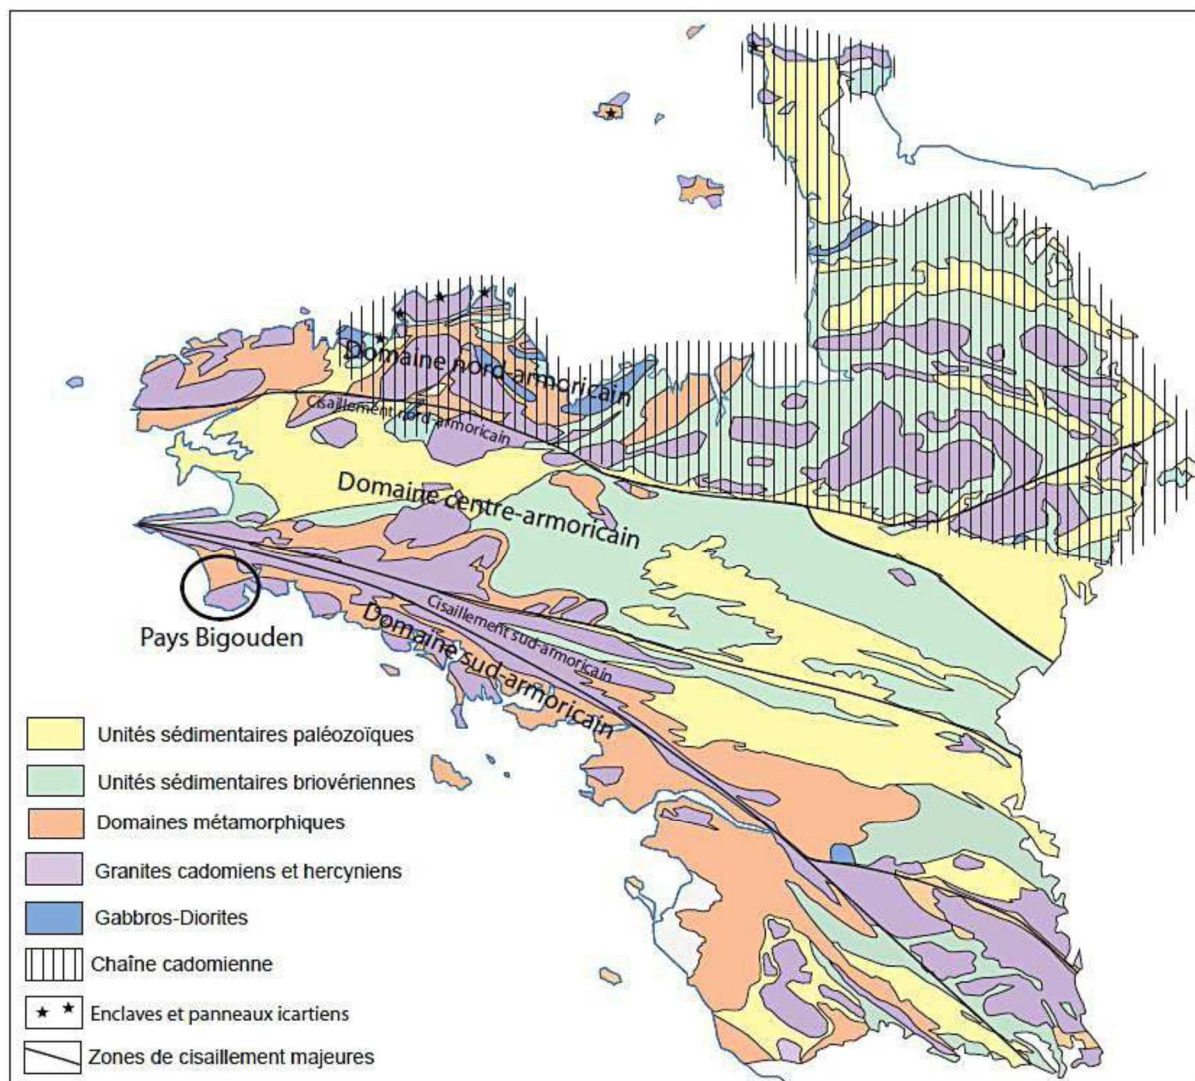 Domaine nord-armoricain
Cisaillement nord-armoricain
Domaine centre-armoricain
Cisaillement sud-armoricain
Domaine sud-armoricain
Pays Bigouden
Unités sédimentaires paléozoïques
Unités sédimentaires briovériennes
Domaines métamorphiques
Granites cadomiens et hercyniens
Gabbros-Diorites
Chaîne cadomienne
Enclaves et panneaux icartiens
Zones de cisaillement majeures